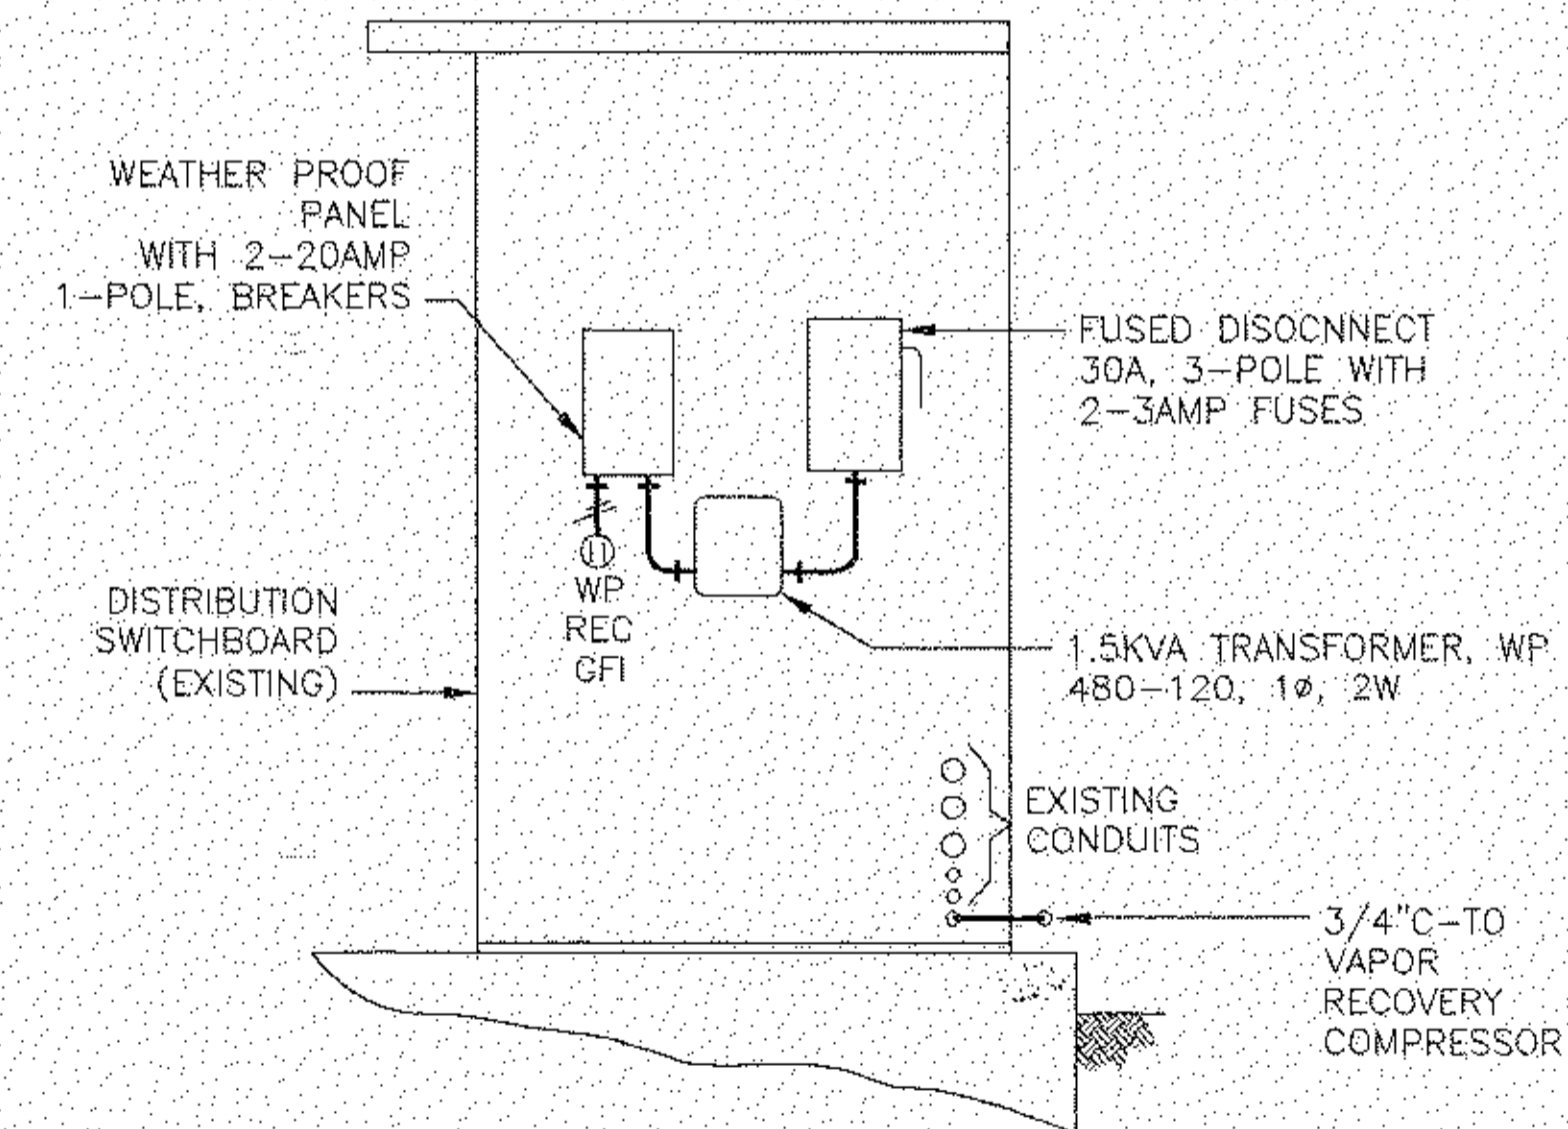 WEATHER PROOF
PANEL
WITH 2-20AMP
1-POLE, BREAKERS
FUSED DISOCNNECT
30A, 3-POLE WITH
2-3AMP FUSES
WP
REC
GFI
DISTRIBUTION
SWITCHBOARD
(EXISTING)
1.5KVA TRANSFORMER, WP
480-120, 1ø, 2W
EXISTING
CONDUITS
3/4"C-TO
VAPOR
RECOVERY
COMPRESSOR